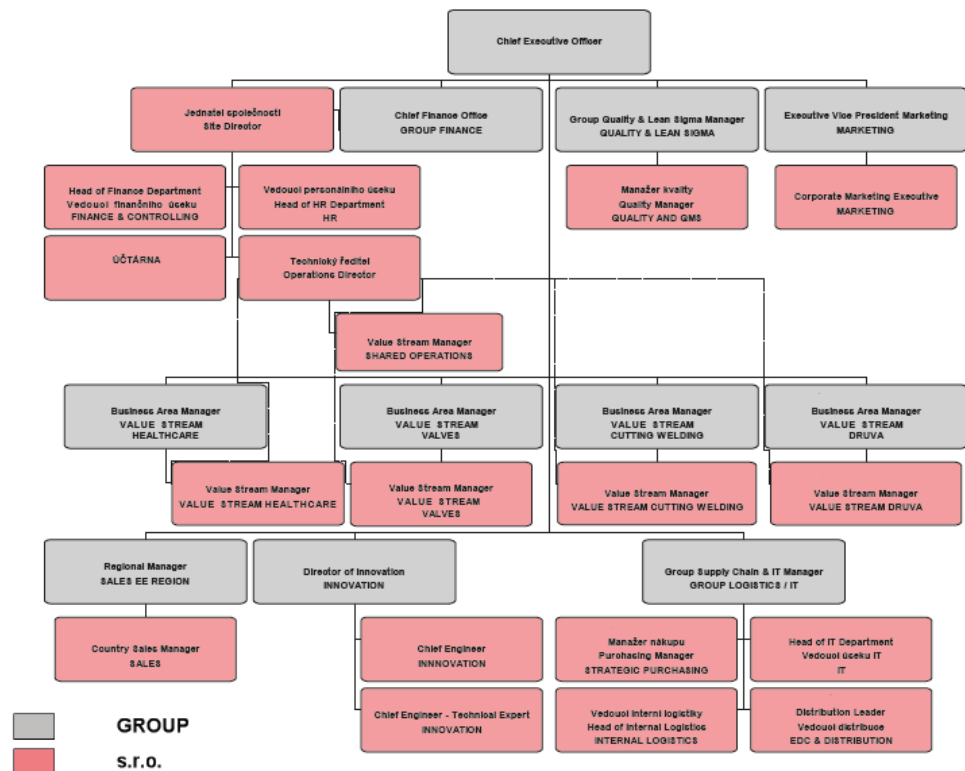 Chief Executive Officer
Jednatel společnosti
Site Director
Chief Finance Office
GROUP FINANCE
Group Quality & Lean Sigma Manager
QUALITY & LEAN SIGMA
Executive Vice President Marketing
MARKETING
Head of Finance Department
Vedoucí finančního úseku
FINANCE & CONTROLLING
Vedoucí personálního úseku
Head of HR Department
HR
Manažer kvality
Quality Manager
QUALITY AND QMS
Corporate Marketing Executive
MARKETING
ÚČTÁRNA
Technický ředitel
Operations Director
Value Stream Manager
SHARED OPERATIONS
Business Area Manager
VALUE STREAM
HEALTHCARE
Business Area Manager
VALUE STREAM
VALVES
Business Area Manager
VALUE STREAM
CUTTING WELDING
Business Area Manager
VALUE STREAM
DRUVA
Value Stream Manager
VALUE STREAM HEALTHCARE
Value Stream Manager
VALUE STREAM
VALVES
Value Stream Manager
VALUE STREAM CUTTING WELDING
Value Stream Manager
VALUE STREAM DRUVA
Regional Manager
SALES EE REGION
Director of Innovation
INNOVATION
Group Supply Chain & IT Manager
GROUP LOGISTICS / IT
Country Sales Manager
SALES
Chief Engineer
INNNOVATION
Manažer nákupu
Purchasing Manager
STRATEGIC PURCHASING
Head of IT Department
Vedoucí úseku IT
IT
Chief Engineer - Technical Expert
INNOVATION
Vedoucí interní logistiky
Head of Internal Logistics
INTERNAL LOGISTICS
Distribution Leader
Vedoucí distribuce
EDC & DISTRIBUTION
GROUP
s.r.o.